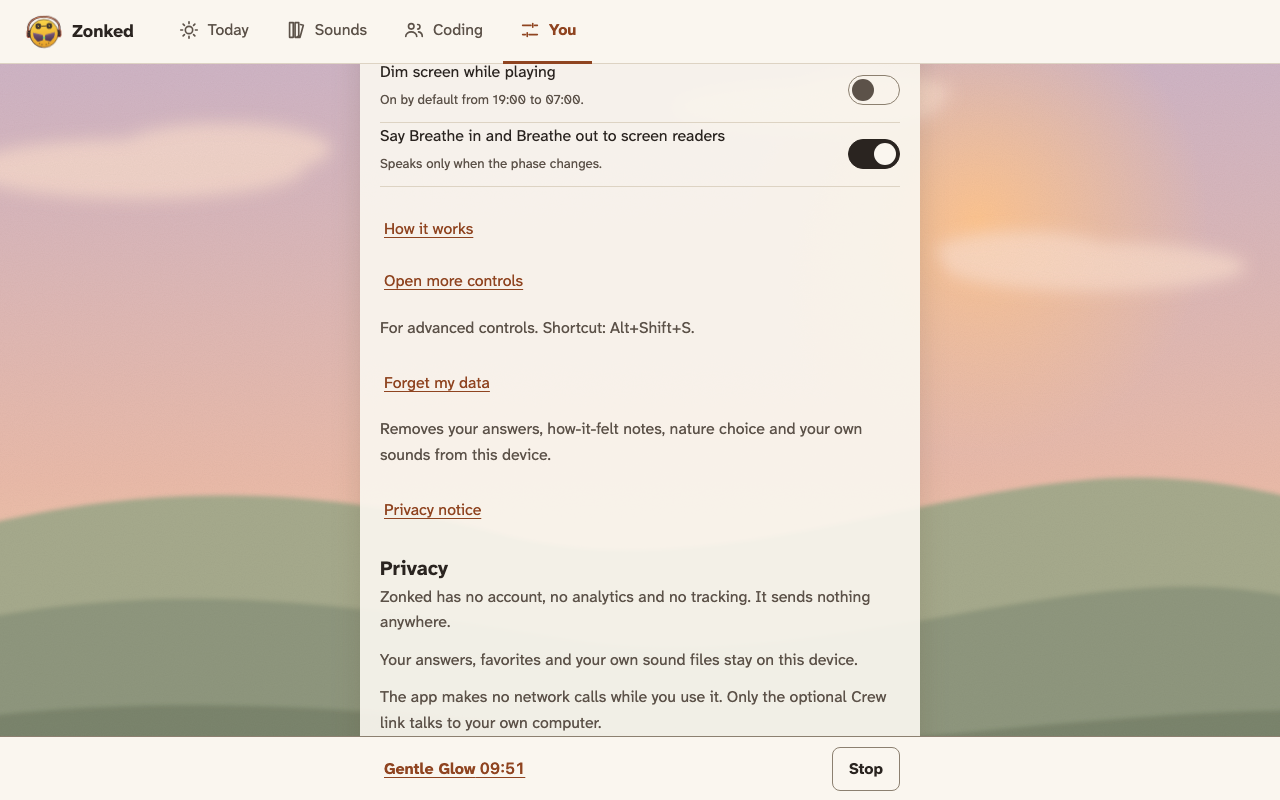 Zonked
Today
Sounds
Coding
You
Dim screen while playing
On by default from 19:00 to 07:00.
Say Breathe in and Breathe out to screen readers
Speaks only when the phase changes.
How it works
Open more controls
For advanced controls. Shortcut: Alt+Shift+S.
Forget my data
Removes your answers, how-it-felt notes, nature choice and your own
sounds from this device.
Privacy notice
Privacy
Zonked has no account, no analytics and no tracking. It sends nothing
anywhere.
Your answers, favorites and your own sound files stay on this device.
The app makes no network calls while you use it. Only the optional Crew
link talks to your own computer.
Gentle Glow 09:51
Stop